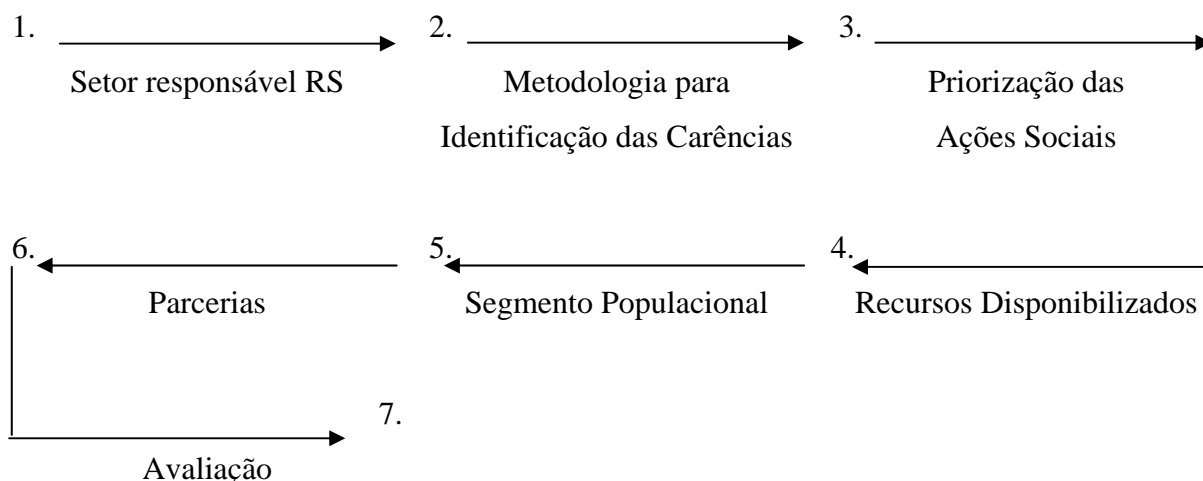 1. 2. 3.
Setor responsável RS Metodologia para Priorização das
Identificação das Carências Ações Sociais
6. 5. 4.
Parcerias Segmento Populacional Recursos Disponibilizados
7.
Avaliação